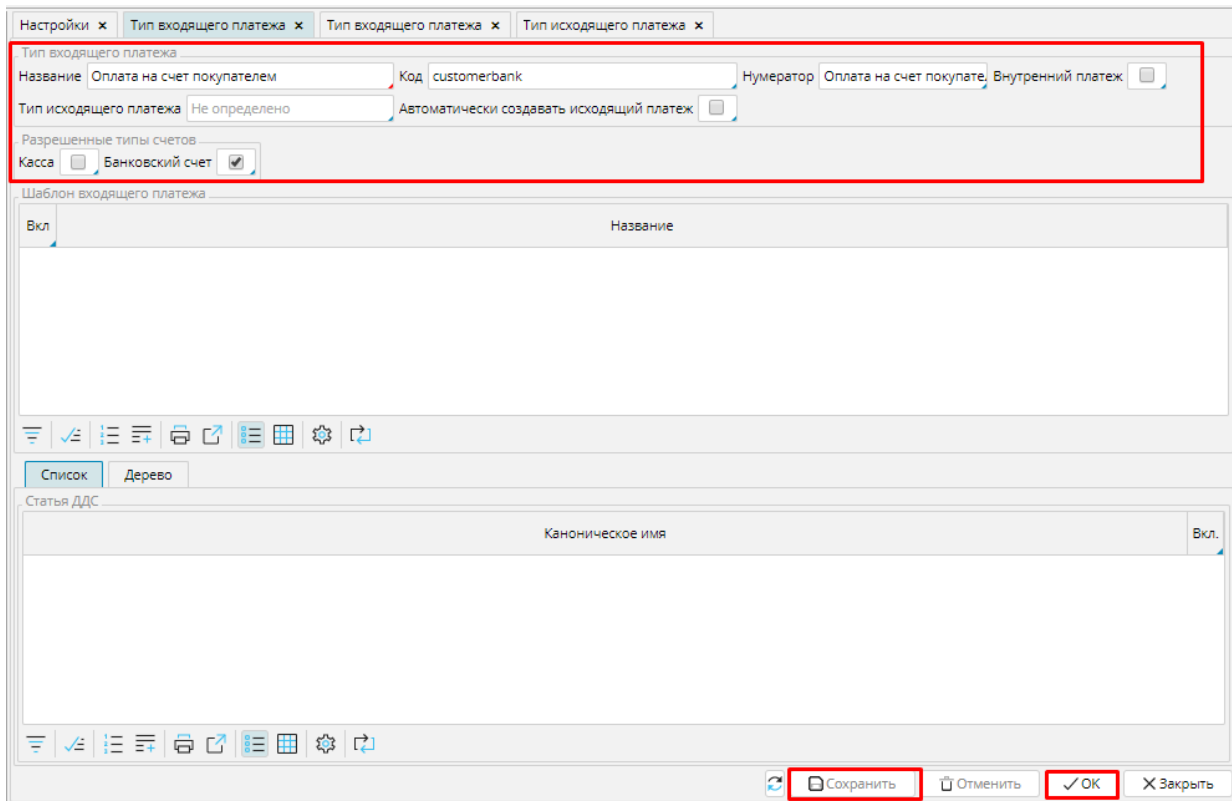 Настройки × Тип входящего платежа × Тип входящего платежа × Тип исходящего платежа ×
Тип входящего платежа
Название Оплата на счет покупателем Код customerbank Нумератор Оплата на счет покупате Внутренний платеж
Тип исходящего платежа Не определено Автоматически создавать исходящий платеж
Разрешенные типы счетов
Касса Банковский счет
Шаблон входящего платежа
Вкл Название
Список Дерево
Статья ДДС
Каноническое имя Вкл.
Сохранить Отменить OK Закрыть